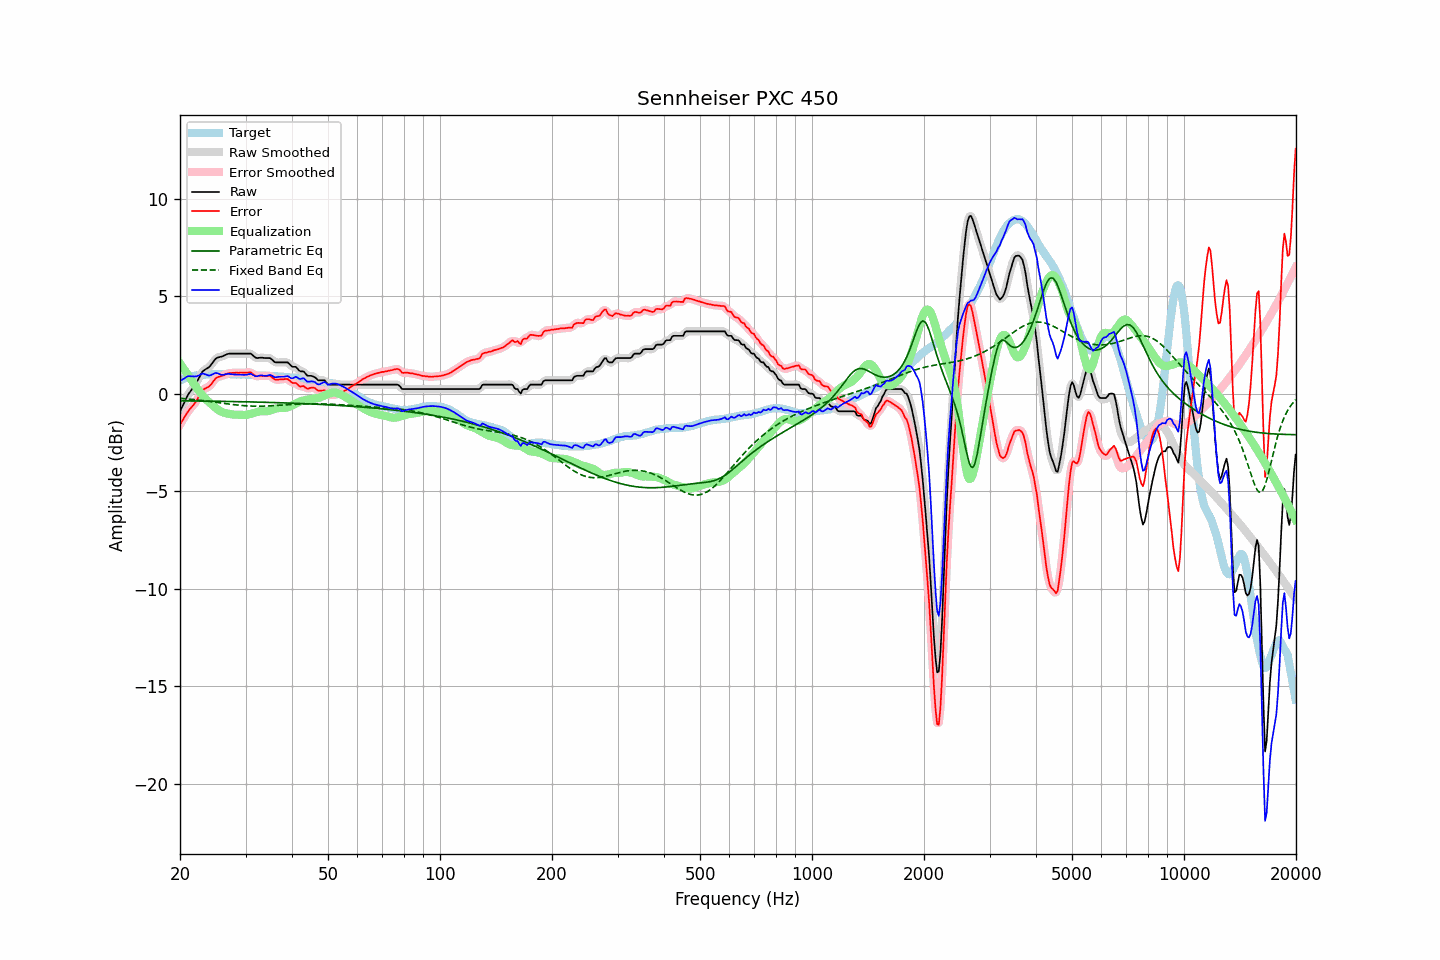 Sennheiser PXC 450
Target
Raw Smoothed
Error Smoothed
Raw
Error
Equalization
Parametric Eq
Fixed Band Eq
Equalized
10
5
0
−5
−10
−15
−20
Amplitude (dBr)
20
50
100
200
500
1000
2000
5000
10000
20000
Frequency (Hz)